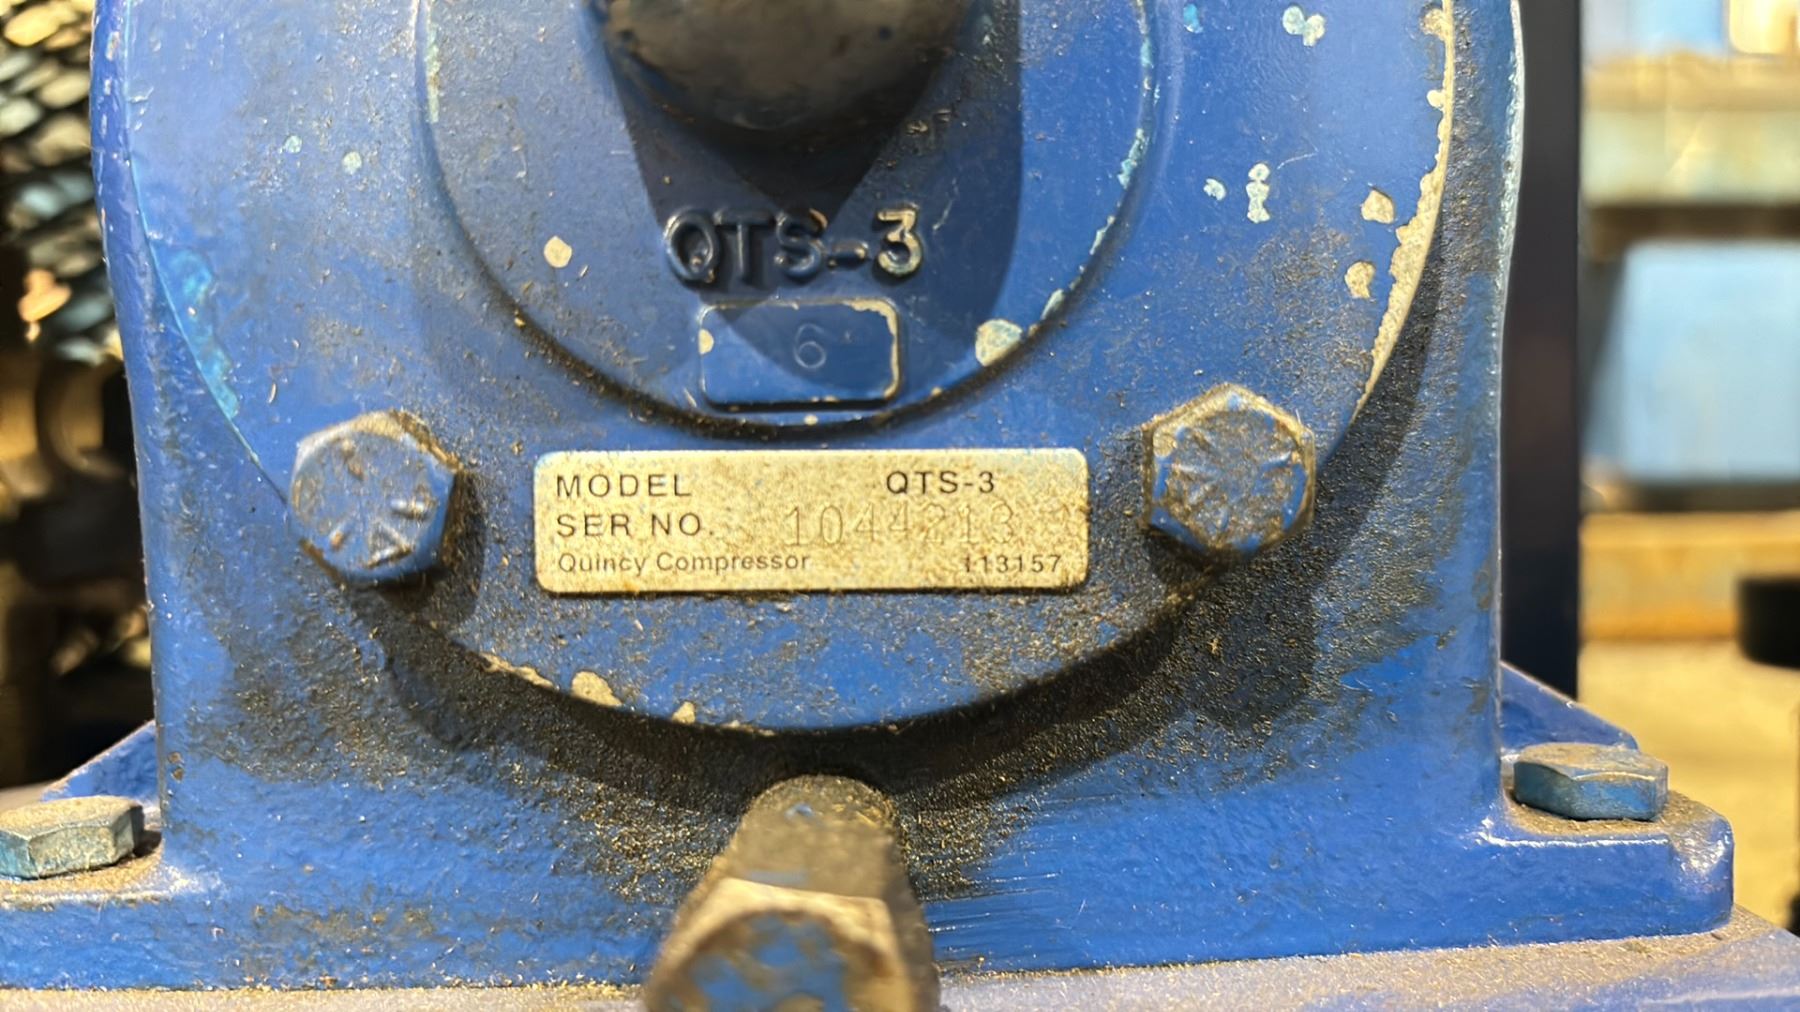 QTS-3
6
MODEL QTS-3
SER NO. 1044213
Quincy Compressor 113157